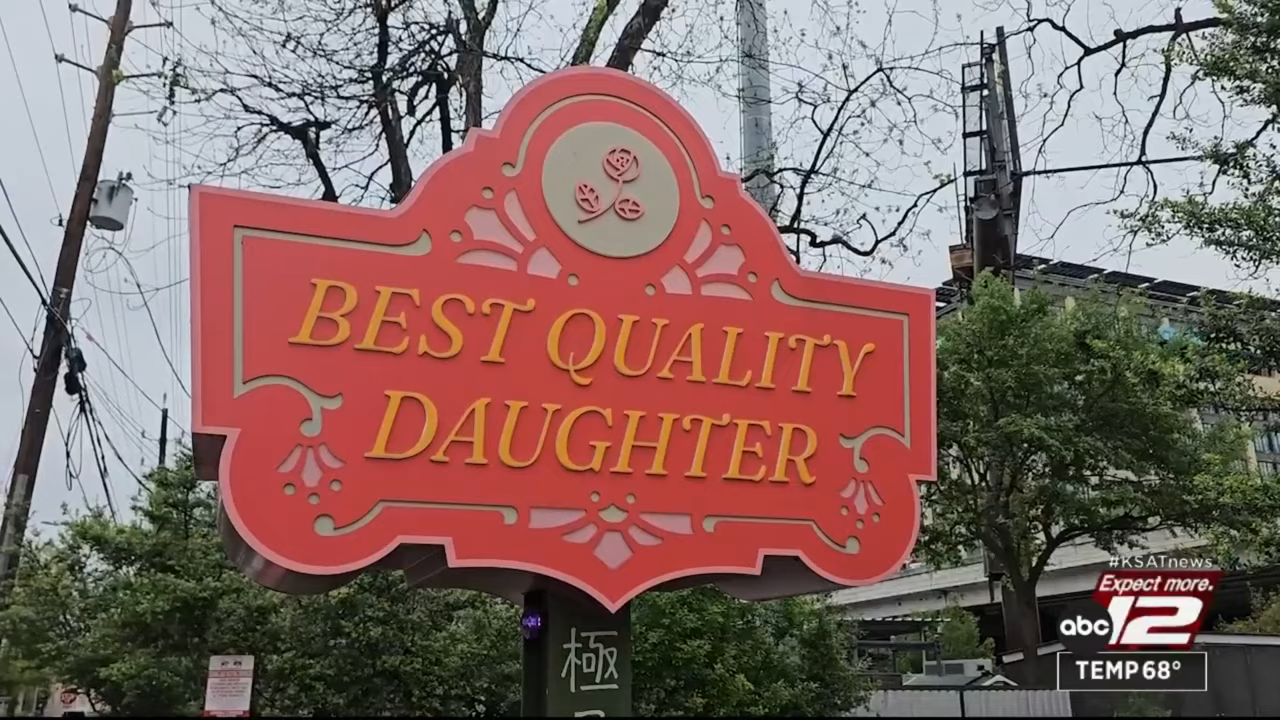 BEST QUALITY
DAUGHTER
極
#KSATnews
Expect more.
abc 12
TEMP 68°